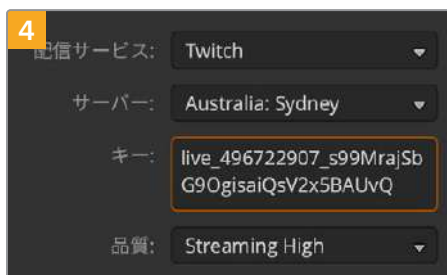 4
配信サービス: Twitch
サーバー: Australia: Sydney
キー: live_496722907_s99MrajSb
G9OgisaiQsV2x5BAUvQ
品質: Streaming High